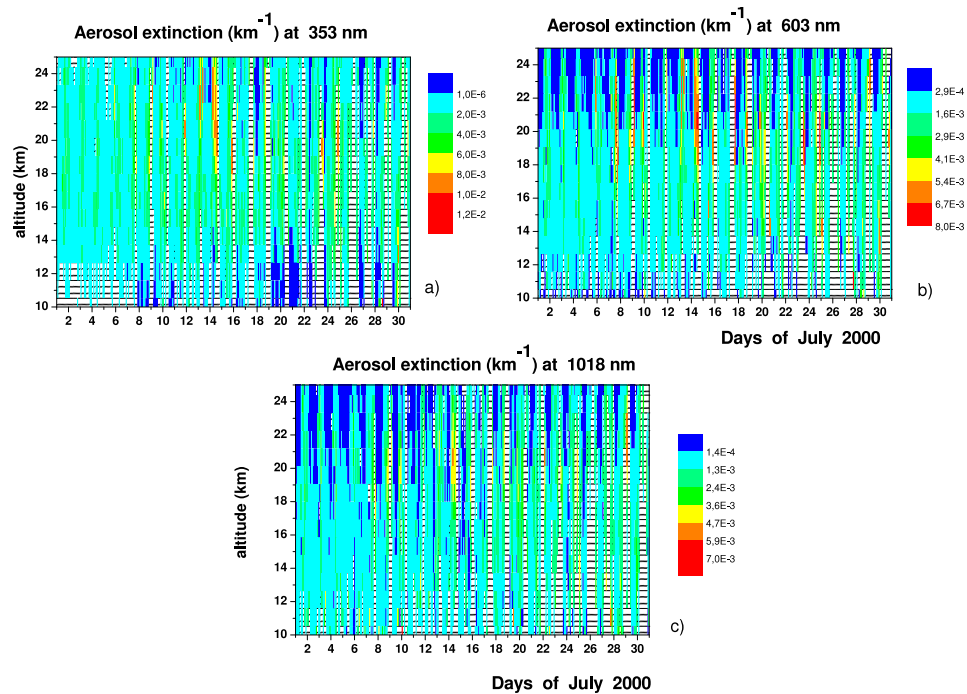 Aerosol extinction (km-1) at 353 nm
altitude (km)
24
22
20
18
16
14
12
10
2 4 6 8 10 12 14 16 18 20 22 24 26 28 30
1,0E-6
2,0E-3
4,0E-3
6,0E-3
8,0E-3
1,0E-2
1,2E-2
a)
Aerosol extinction (km-1) at 603 nm
24
22
20
18
16
14
12
10
2 4 6 8 10 12 14 16 18 20 22 24 26 28 30
Days of July 2000
2,9E-4
1,6E-3
2,9E-3
4,1E-3
5,4E-3
6,7E-3
8,0E-3
b)
Aerosol extinction (km-1) at 1018 nm
altitude (km)
24
22
20
18
16
14
12
10
2 4 6 8 10 12 14 16 18 20 22 24 26 28 30
Days of July 2000
1,4E-4
1,3E-3
2,4E-3
3,6E-3
4,7E-3
5,9E-3
7,0E-3
c)